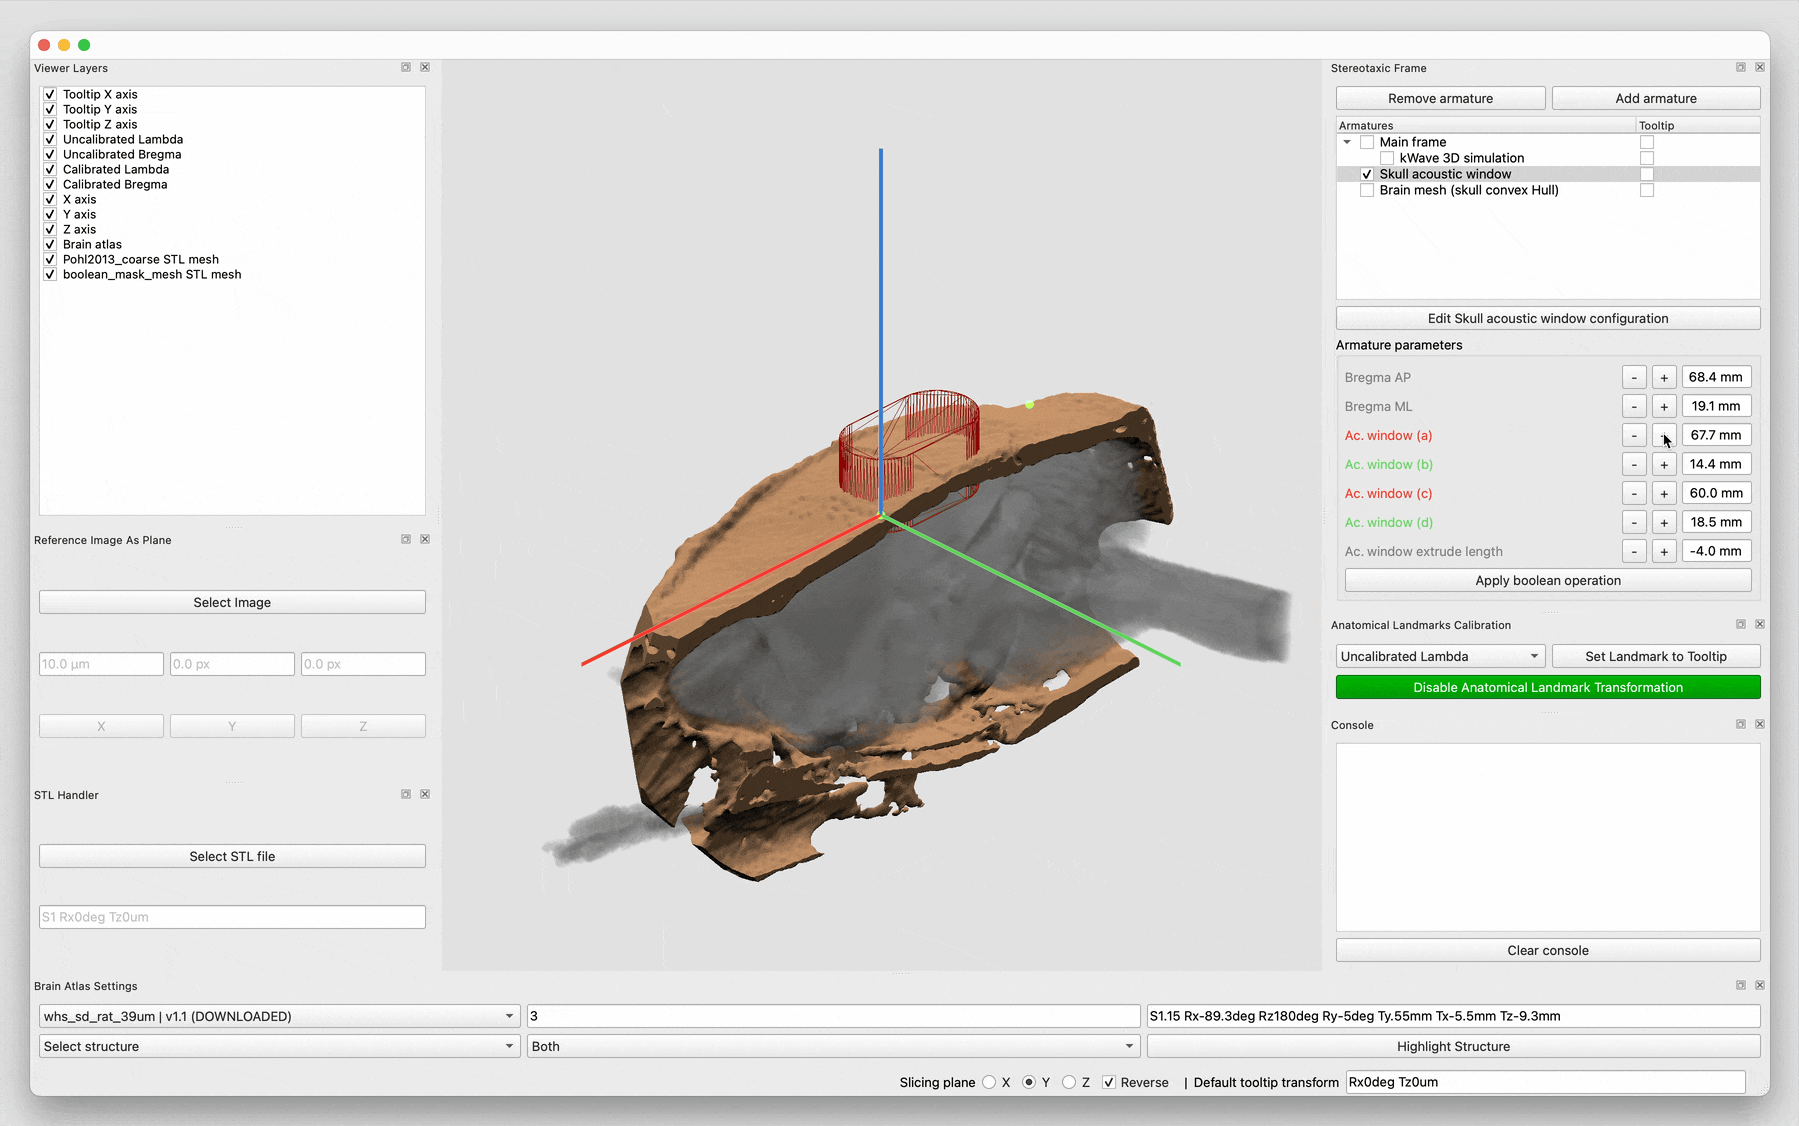 Viewer Layers
Tooltip X axis
Tooltip Y axis
Tooltip Z axis
Uncalibrated Lambda
Uncalibrated Bregma
Calibrated Lambda
Calibrated Bregma
X axis
Y axis
Z axis
Brain atlas
Pohl2013_coarse STL mesh
boolean_mask_mesh STL mesh
Reference Image As Plane
Select Image
10.0 µm 0.0 px 0.0 px
X Y Z
STL Handler
Select STL file
S1 Rx0deg Tz0um
Stereotaxic Frame
Remove armature Add armature
Armatures Tooltip
Main frame
kWave 3D simulation
Skull acoustic window
Brain mesh (skull convex Hull)
Edit Skull acoustic window configuration
Armature parameters
Bregma AP - + 68.4 mm
Bregma ML - + 19.1 mm
Ac. window (a) - 67.7 mm
Ac. window (b) - + 14.4 mm
Ac. window (c) - + 60.0 mm
Ac. window (d) - + 18.5 mm
Ac. window extrude length - + -4.0 mm
Apply boolean operation
Anatomical Landmarks Calibration
Uncalibrated Lambda Set Landmark to Tooltip
Disable Anatomical Landmark Transformation
Console
Clear console
Brain Atlas Settings
whs_sd_rat_39um | v1.1 (DOWNLOADED) 3 S1.15 Rx-89.3deg Rz180deg Ry-5deg Ty.55mm Tx-5.5mm Tz-9.3mm
Select structure Both Highlight Structure
Slicing plane X Y Z Reverse | Default tooltip transform Rx0deg Tz0um